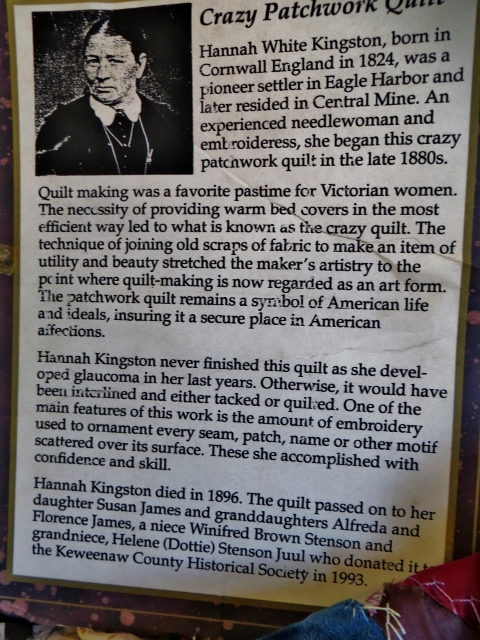 Crazy Patchwork Quilt
Hannah White Kingston, born in
Cornwall England in 1824, was a
pioneer settler in Eagle Harbor and
later resided in Central Mine. An
experienced needlewoman and
embroideress, she began this crazy
patchwork quilt in the late 1880s.
Quilt making was a favorite pastime for Victorian women.
The necessity of providing warm bed covers in the most
efficient way led to what is known as the crazy quilt. The
technique of joining old scraps of fabric to make an item of
utility and beauty stretched the maker's artistry to the
point where quilt-making is now regarded as an art form.
The patchwork quilt remains a symbol of American life
and ideals, insuring it a secure place in American
affections.
Hannah Kingston never finished this quilt as she devel-
oped glaucoma in her last years. Otherwise, it would have
been interlined and either tacked or quilted. One of the
main features of this work is the amount of embroidery
used to ornament every seam, patch, name or other motif
scattered over its surface. These she accomplished with
confidence and skill.
Hannah Kingston died in 1896. The quilt passed on to her
daughter Susan James and granddaughters Alfreda and
Florence James, a niece Winifred Brown Stenson and
grandniece, Helene (Dottie) Stenson Juul who donated it to
the Keweenaw County Historical Society in 1993.